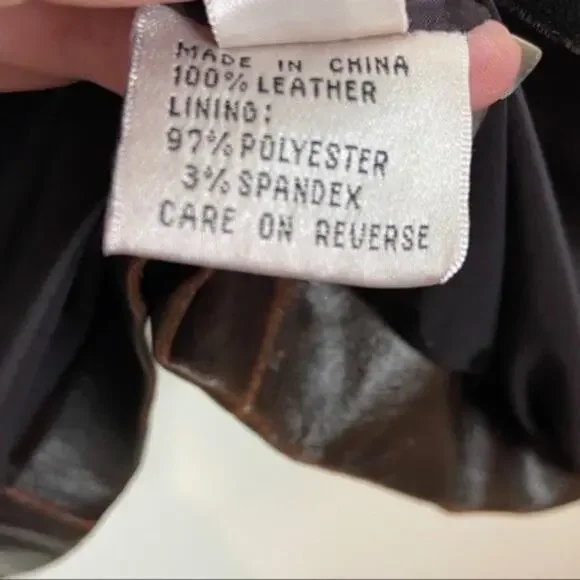 MADE IN CHINA
100% LEATHER
LINING:
97% POLYESTER
3% SPANDEX
CARE ON REVERSE